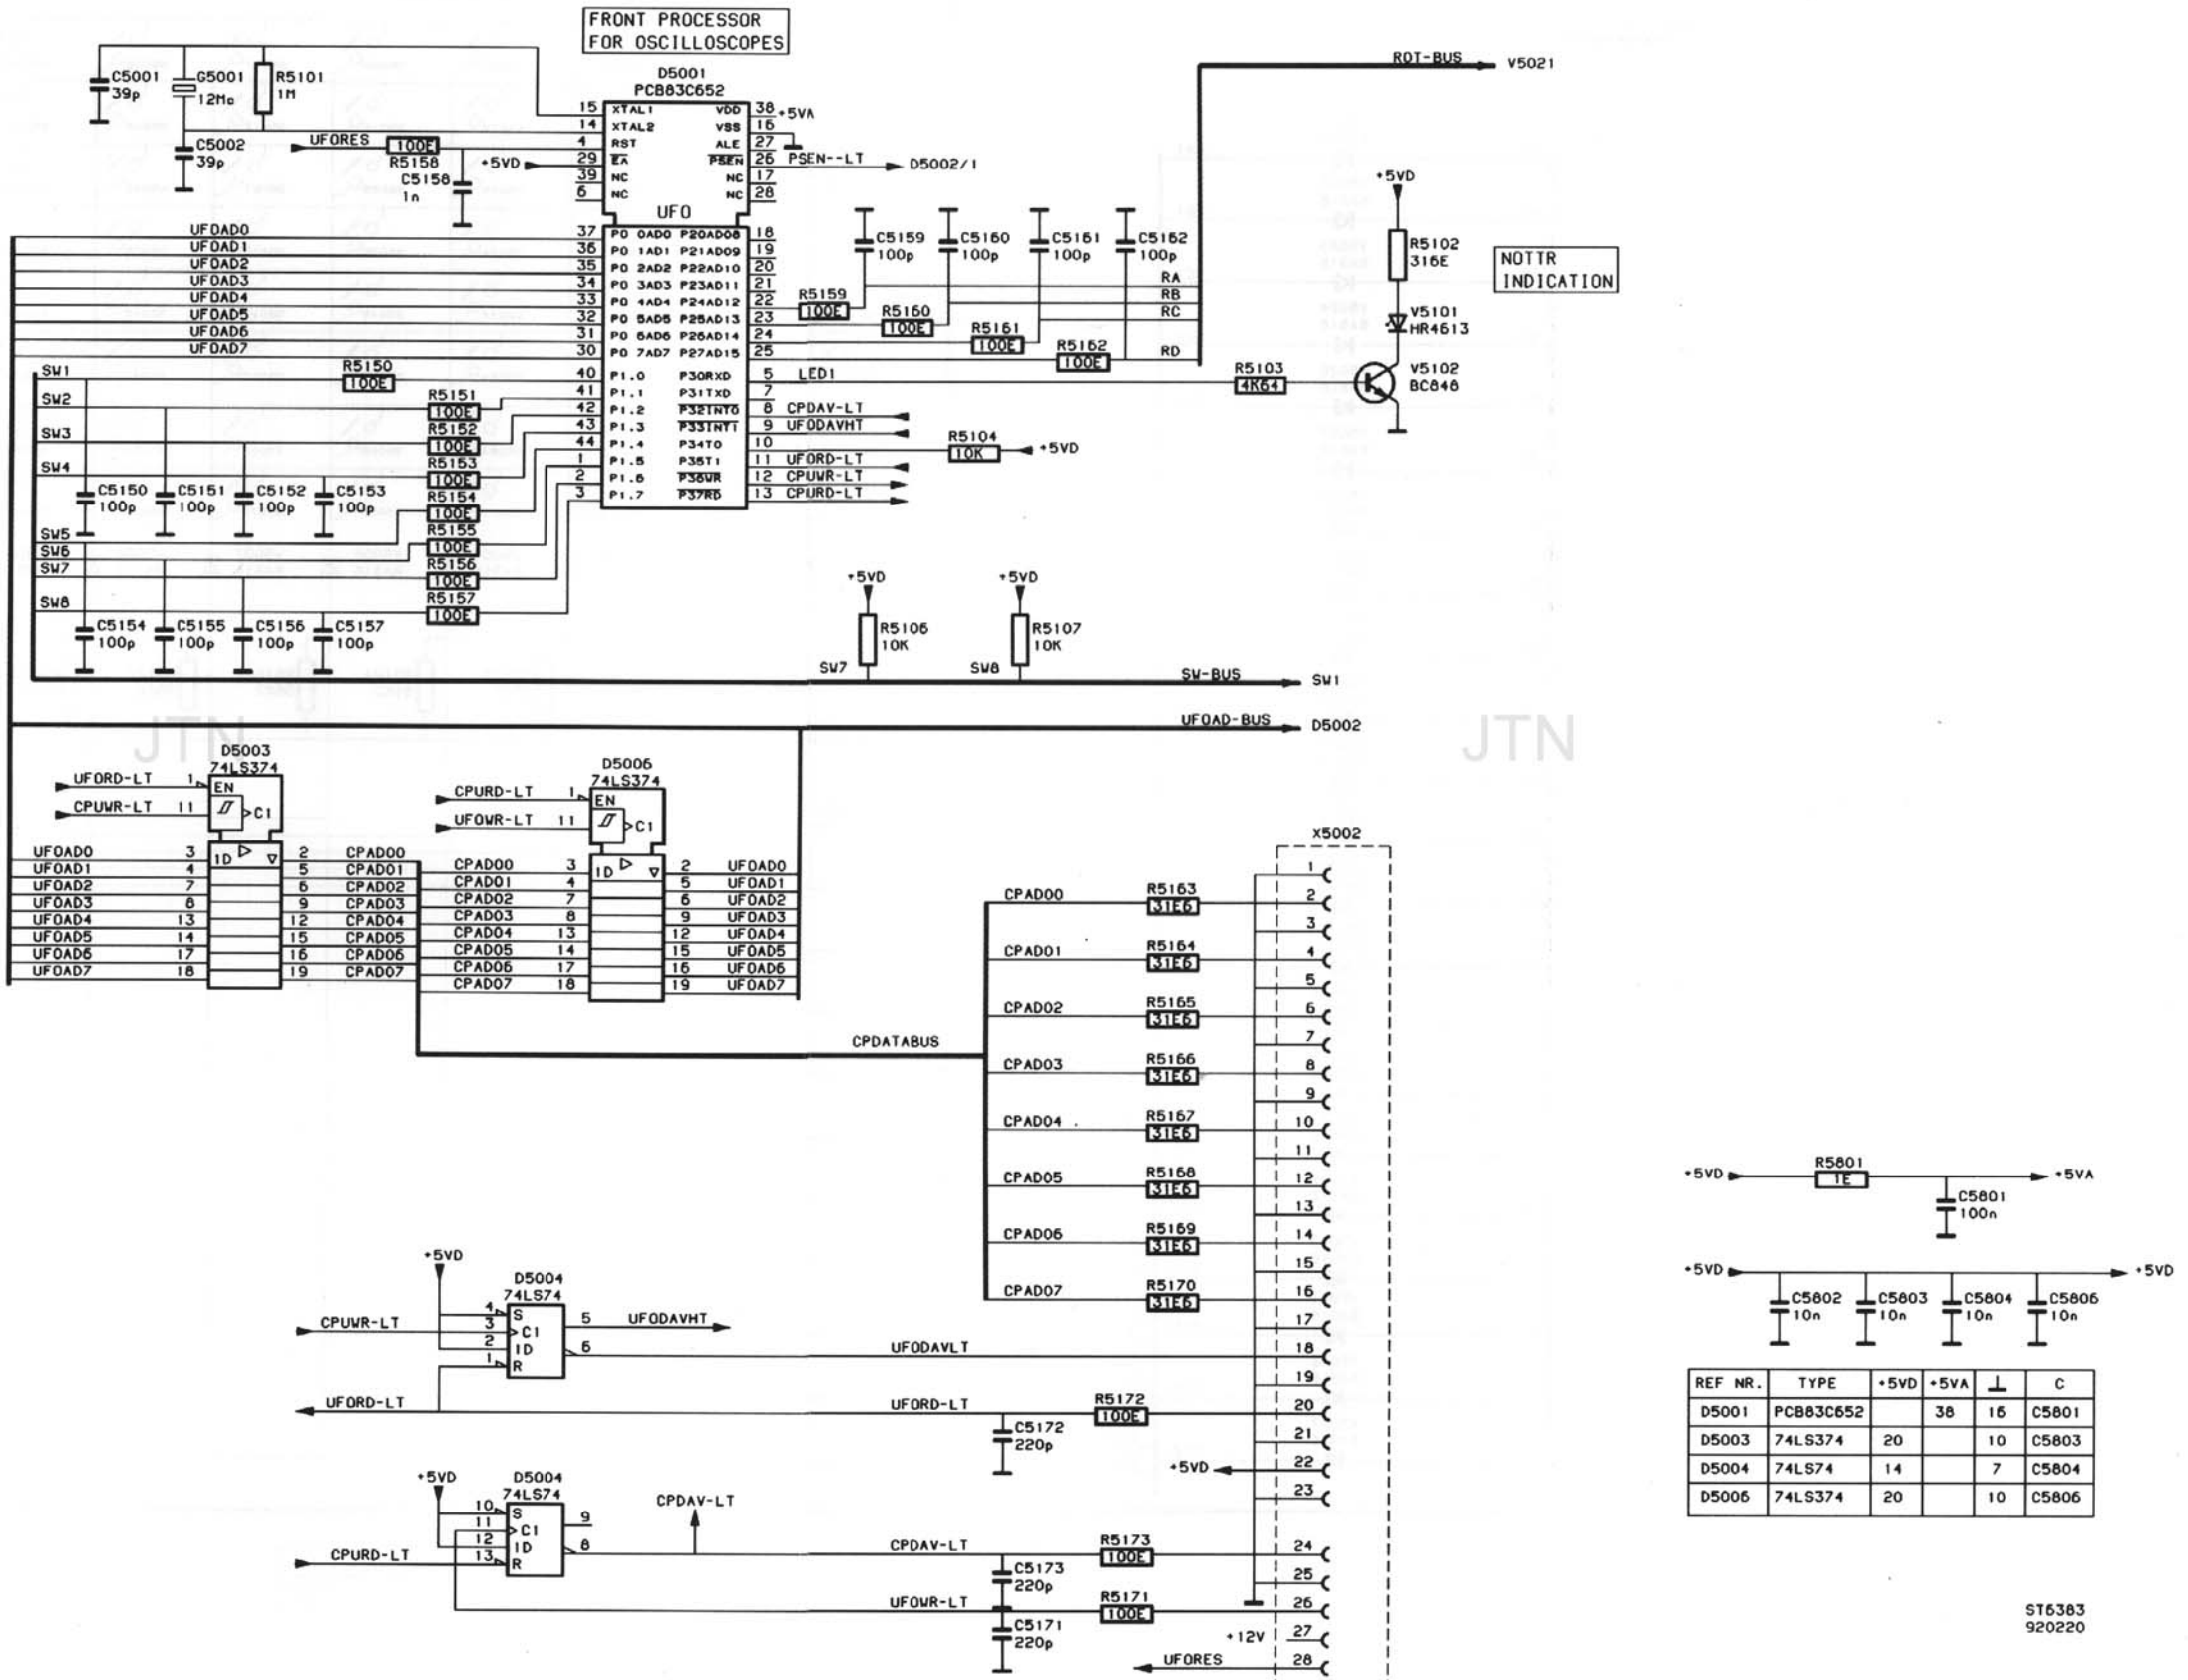 FRONT PROCESSOR
FOR OSCILLOSCOPES
D5001
PCB83C652
ROT-BUS V5021
C5001
39p
G5001
12Mc
R5101
1M
C5002
39p
UFORES 100E
R5158
C5158
1n
+5VD
15 XTAL1 VDD 38 +5VA
14 XTAL2 VSS 16
4 RST ALE 27
29 EA PSEN 26 PSEN--LT D5002/1
39 NC NC 17
6 NC NC 28
UFO
UFOAD0 37 P0 0AD0 P20AD08 18
UFOAD1 36 P0 1AD1 P21AD09 19
UFOAD2 35 P0 2AD2 P22AD10 20
UFOAD3 34 P0 3AD3 P23AD11 21
UFOAD4 33 P0 4AD4 P24AD12 22
UFOAD5 32 P0 5AD5 P25AD13 23
UFOAD6 31 P0 6AD6 P26AD14 24
UFOAD7 30 P0 7AD7 P27AD15 25
40 P1.0 P30RXD 5 LED1
41 P1.1 P31TXD 7
42 P1.2 P32INT0 8 CPDAV-LT
43 P1.3 P33INT1 9 UFODAVHT
44 P1.4 P34T0 10
1 P1.5 P35T1 11 UFORD-LT
2 P1.6 P36WR 12 CPUWR-LT
3 P1.7 P37RD 13 CPURD-LT
R5104
10K
+5VD
C5159
100p
C5160
100p
C5161
100p
C5162
100p
R5159
100E
R5160
100E
R5161
100E
R5162
100E
RA
RB
RC
RD
+5VD
R5102
316E
V5101
HR4613
R5103
4K64
V5102
BC848
NOTTR
INDICATION
SW1
SW2
SW3
SW4
SW5
SW6
SW7
SW8
R5150
100E
R5151
100E
R5152
100E
R5153
100E
R5154
100E
R5155
100E
R5156
100E
R5157
100E
C5150
100p
C5151
100p
C5152
100p
C5153
100p
C5154
100p
C5155
100p
C5156
100p
C5157
100p
+5VD
R5106
10K
SW7
+5VD
R5107
10K
SW8
SW-BUS SW1
UFOAD-BUS D5002
JTN
JTN
D5003
74LS374
UFORD-LT 1 EN
CPUWR-LT 11 C1
1D
UFOAD0 3 2 CPAD00
UFOAD1 4 5 CPAD01
UFOAD2 7 6 CPAD02
UFOAD3 8 9 CPAD03
UFOAD4 13 12 CPAD04
UFOAD5 14 15 CPAD05
UFOAD6 17 16 CPAD06
UFOAD7 18 19 CPAD07
D5006
74LS374
CPURD-LT 1 EN
UFOWR-LT 11 C1
1D
CPAD00 3 2 UFOAD0
CPAD01 4 5 UFOAD1
CPAD02 7 6 UFOAD2
CPAD03 8 9 UFOAD3
CPAD04 13 12 UFOAD4
CPAD05 14 15 UFOAD5
CPAD06 17 16 UFOAD6
CPAD07 18 19 UFOAD7
CPDATABUS
X5002
1
CPAD00 R5163 31E6 2
3
CPAD01 R5164 31E6 4
5
CPAD02 R5165 31E6 6
7
CPAD03 R5166 31E6 8
9
CPAD04 R5167 31E6 10
11
CPAD05 R5168 31E6 12
13
CPAD06 R5169 31E6 14
15
CPAD07 R5170 31E6 16
17
+5VD
D5004
74LS74
4 S
CPUWR-LT 3 C1
2 1D
1 R
5 UFODAVHT
6 UFODAVLT 18
19
UFORD-LT UFORD-LT R5172 100E 20
C5172
220p
21
+5VD 22
23
+5VD
D5004
74LS74
10 S
11 C1
12 1D
CPURD-LT 13 R
9
8
CPDAV-LT
CPDAV-LT R5173 100E 24
C5173
220p
25
UFOWR-LT R5171 100E 26
C5171
220p
+12V 27
UFORES 28
+5VD R5801 1E +5VA
C5801
100n
+5VD +5VD
C5802
10n
C5803
10n
C5804
10n
C5806
10n
REF NR. TYPE +5VD +5VA ⊥ C
D5001 PCB83C652 38 16 C5801
D5003 74LS374 20 10 C5803
D5004 74LS74 14 7 C5804
D5006 74LS374 20 10 C5806
ST6383
920220